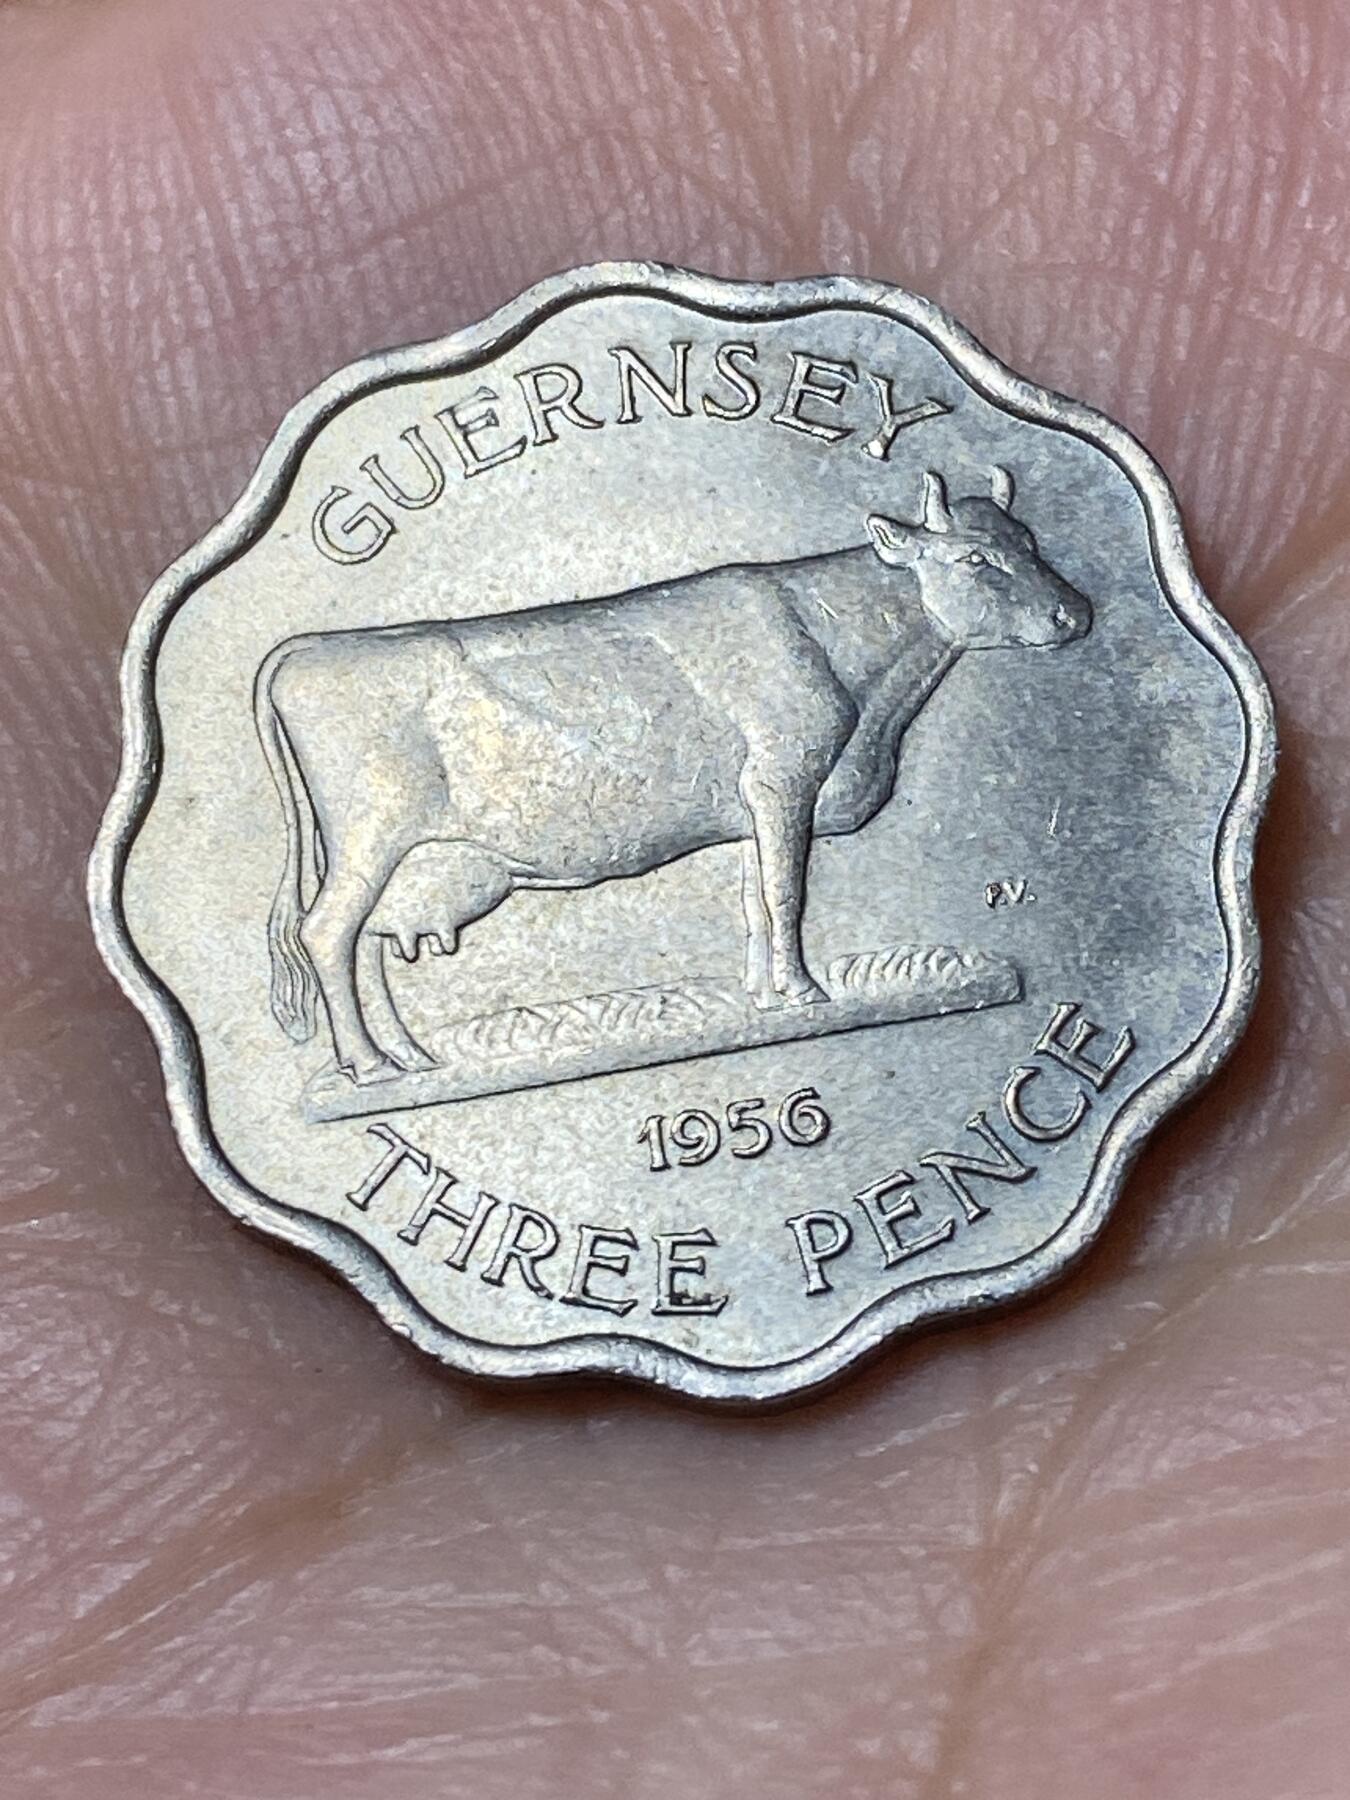 GUERNSEY
P.V.
1956
THREE PENCE